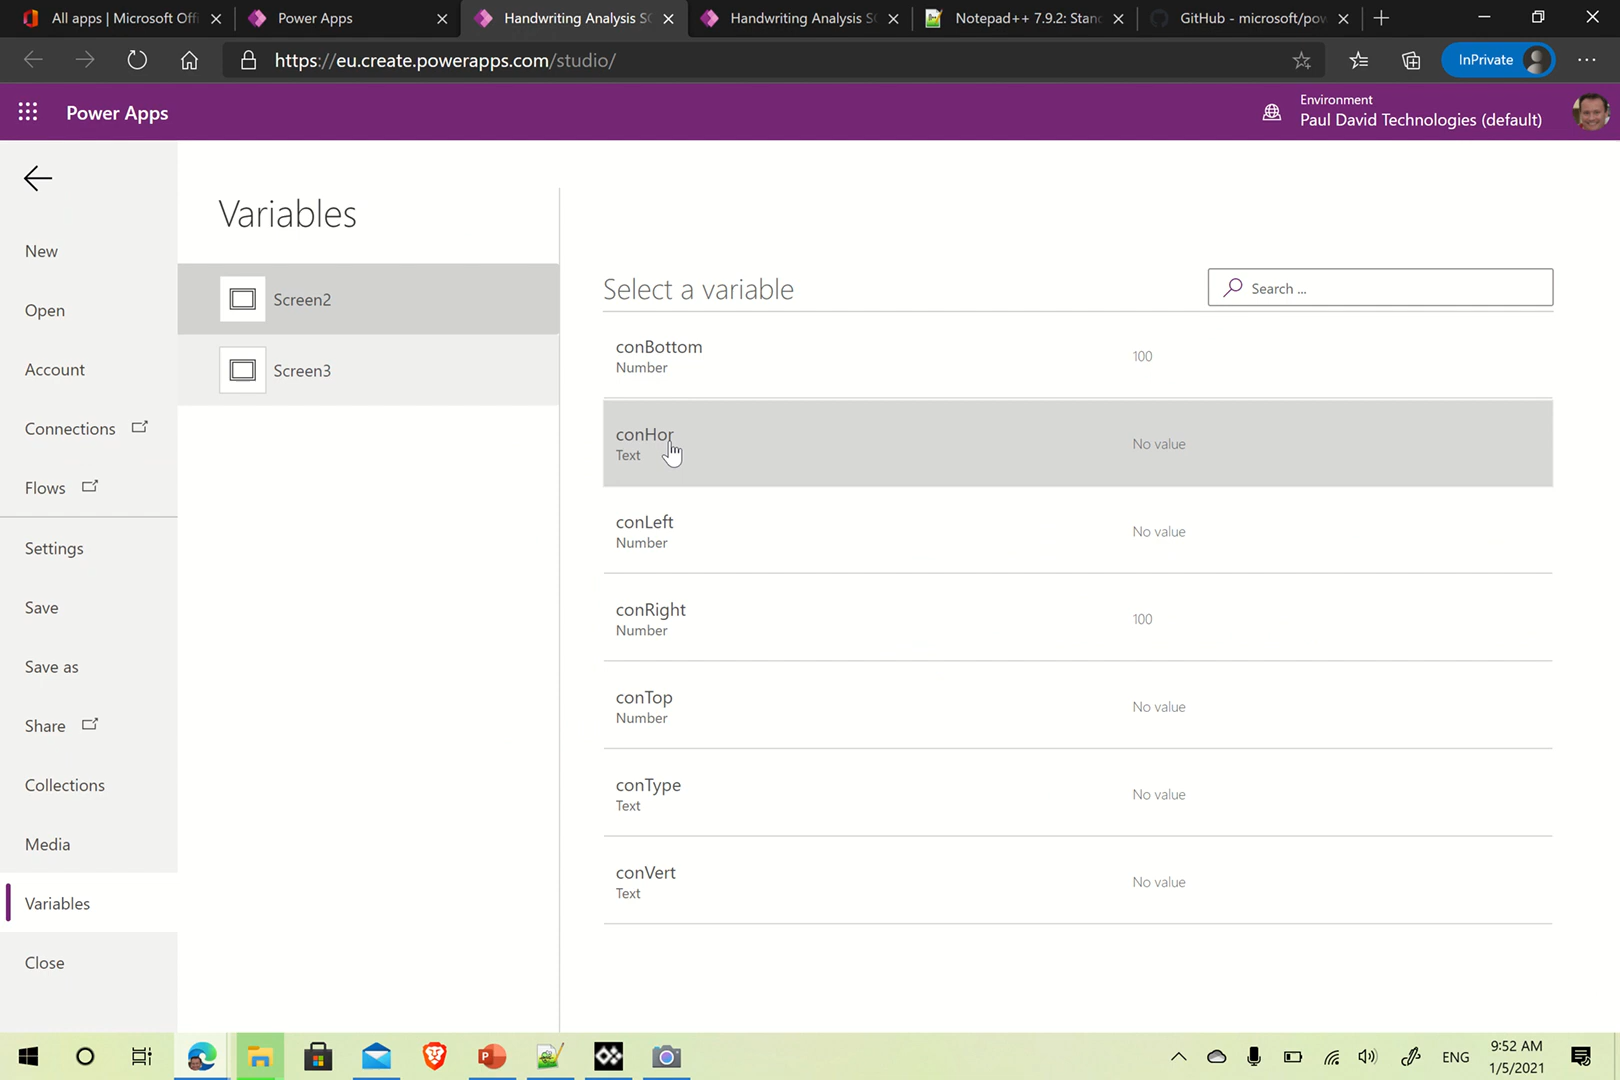 All apps | Microsoft Offi
Power Apps
Handwriting Analysis SC
Handwriting Analysis SC
Notepad++ 7.9.2: Stanc
GitHub - microsoft/pow
https://eu.create.powerapps.com/studio/
InPrivate
Power Apps
Environment
Paul David Technologies (default)
New
Open
Account
Connections
Flows
Settings
Save
Save as
Share
Collections
Media
Variables
Close
Variables
Screen2
Screen3
Select a variable
Search ...
conBottom
Number
100
conHor
Text
No value
conLeft
Number
No value
conRight
Number
100
conTop
Number
No value
conType
Text
No value
conVert
Text
No value
ENG
9:52 AM
1/5/2021